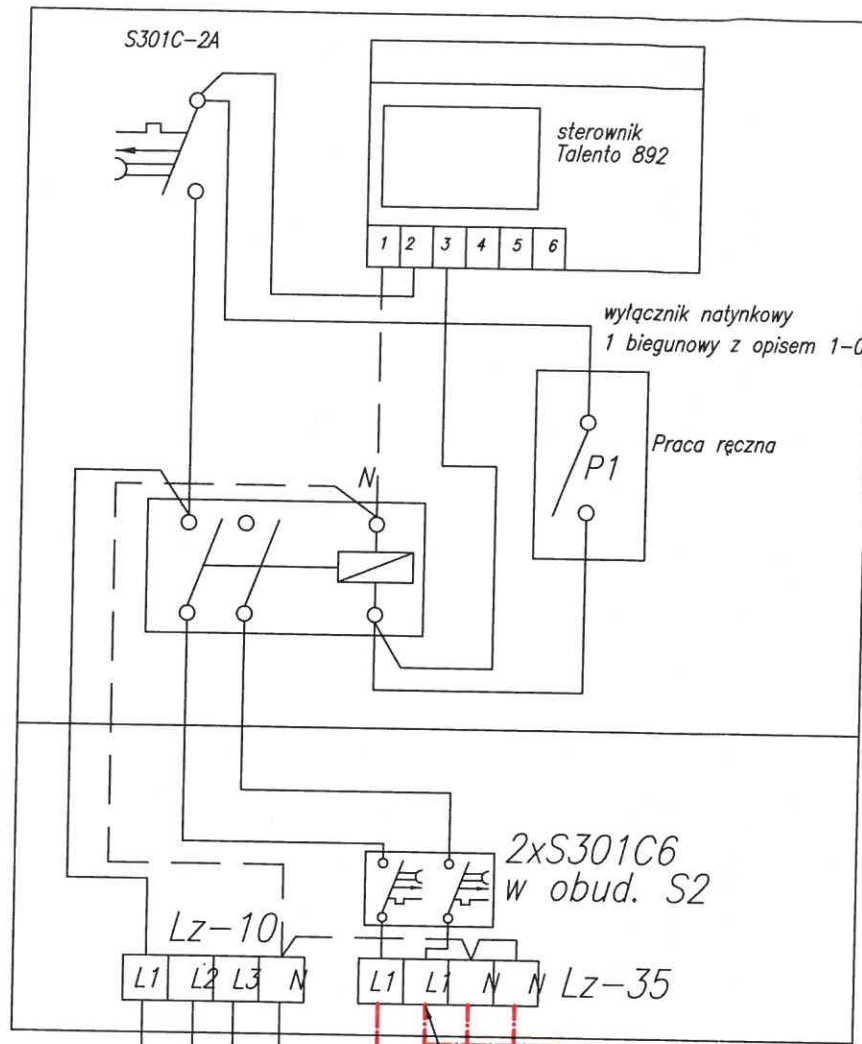 S301C-2A
sterownik
Talento 892
1 2 3 4 5 6
wyłącznik natynkowy
1 biegunowy z opisem 1-0
Praca ręczna
P1
N
2xS301C6
w obud. S2
Lz-10
L1 L2 L3 N
L1 L1 N N
Lz-35